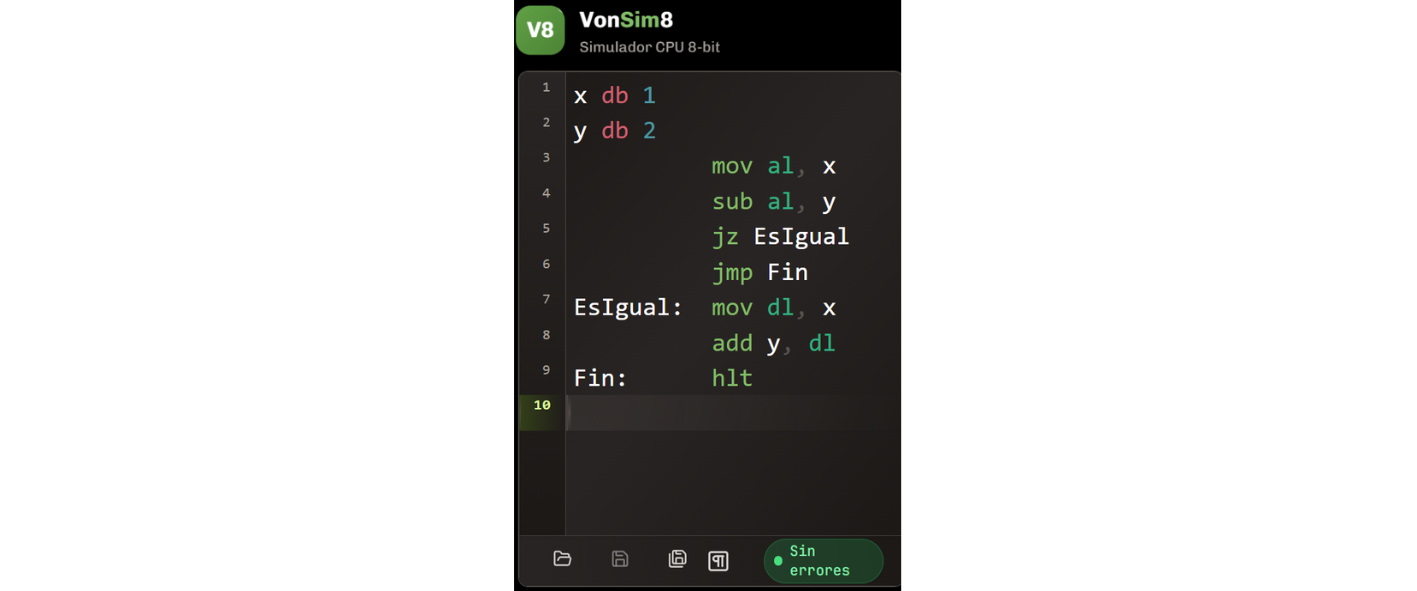 V8
VonSim8
Simulador CPU 8-bit
1 x db 1
2 y db 2
3 mov al, x
4 sub al, y
5 jz EsIgual
6 jmp Fin
7 EsIgual: mov dl, x
8 add y, dl
9 Fin: hlt
10
Sin
errores